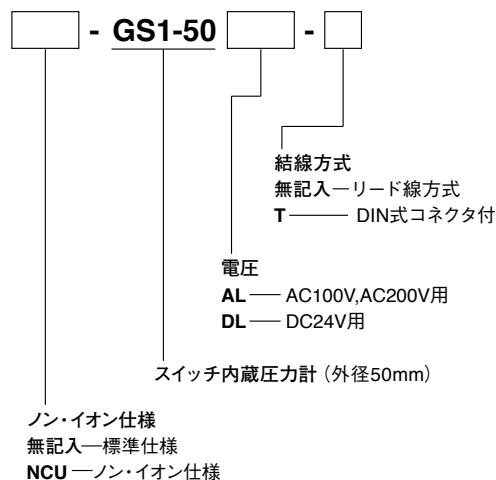 - GS1-50 -
結線方式
無記入―リード線方式
T ―― DIN式コネクタ付
電圧
AL ― AC100V,AC200V用
DL ― DC24V用
スイッチ内蔵圧力計（外径50mm）
ノン・イオン仕様
無記入―標準仕様
NCU ―ノン・イオン仕様